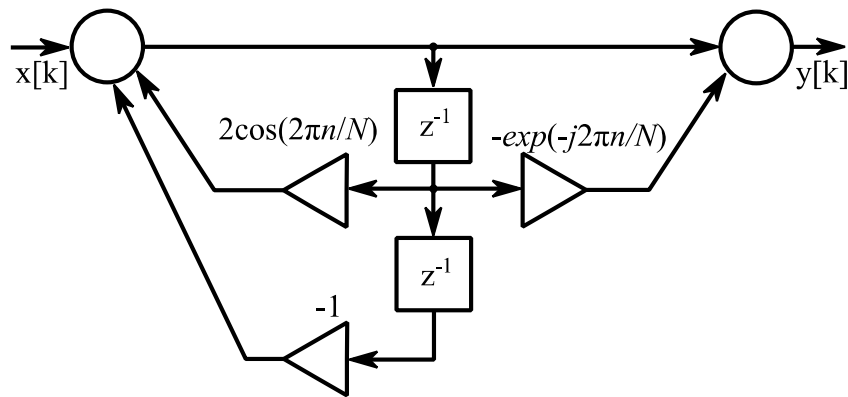 x[k]
y[k]
2cos(2πn/N)
z⁻¹
-exp(-j2πn/N)
z⁻¹
-1